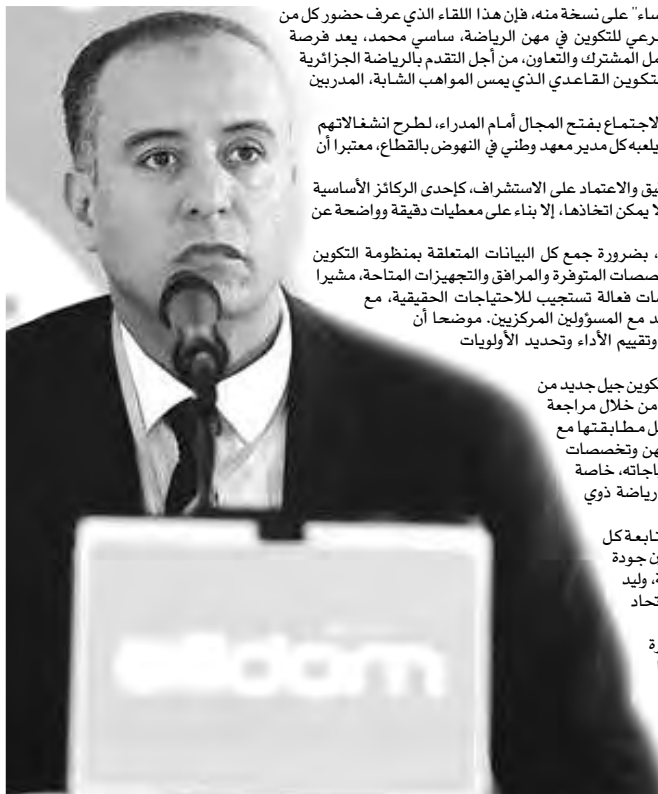 ساء" على نسخة منه، فإن هذا اللقاء الذي عرف حضور كل من
رعي للتكوين في مهن الرياضة، ساسي محمد، يعد فرصة
مل المشترك والتعاون، من أجل التقدم بالرياضة الجزائرية
تكوين القاعدي الذي يمس المواهب الشابة، المدربين
لاجتماع بفتح المجال أمام المدراء، لطرح انشغالاتهم
يلعبه كل مدير معهد وطني في النهوض بالقطاع، معتبرا أن
يق والاعتماد على الاستشراف، كإحدى الركائز الأساسية
لا يمكن اتخاذها، إلا بناء على معطيات دقيقة وواضحة عن
، بضرورة جمع كل البيانات المتعلقة بمنظومة التكوين
صصات المتوفرة والمرافق والتجهيزات المتاحة، مشيرا
ات فعالة تستجيب للاحتياجات الحقيقية، مع
د مع المسؤولين المركزيين. موضحا أن
وتقييم الأداء وتحديد الأولويات
كوين جيل جديد من
من خلال مراجعة
ل مطابقتها مع
هن وتخصصات
اجاته، خاصة
رياضة ذوي
تابعة كل
ن جودة
ة، وليد
تحاد
رة